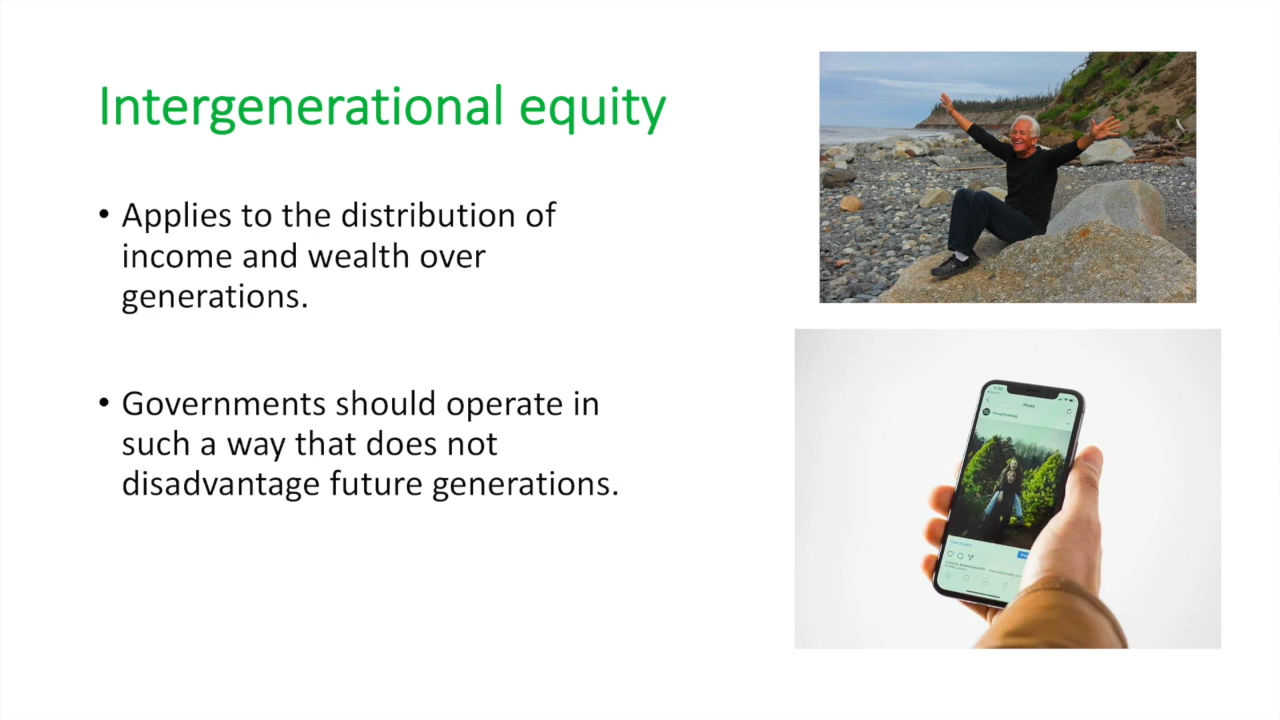 Intergenerational equity
• Applies to the distribution of
income and wealth over
generations.
• Governments should operate in
such a way that does not
disadvantage future generations.
Photo